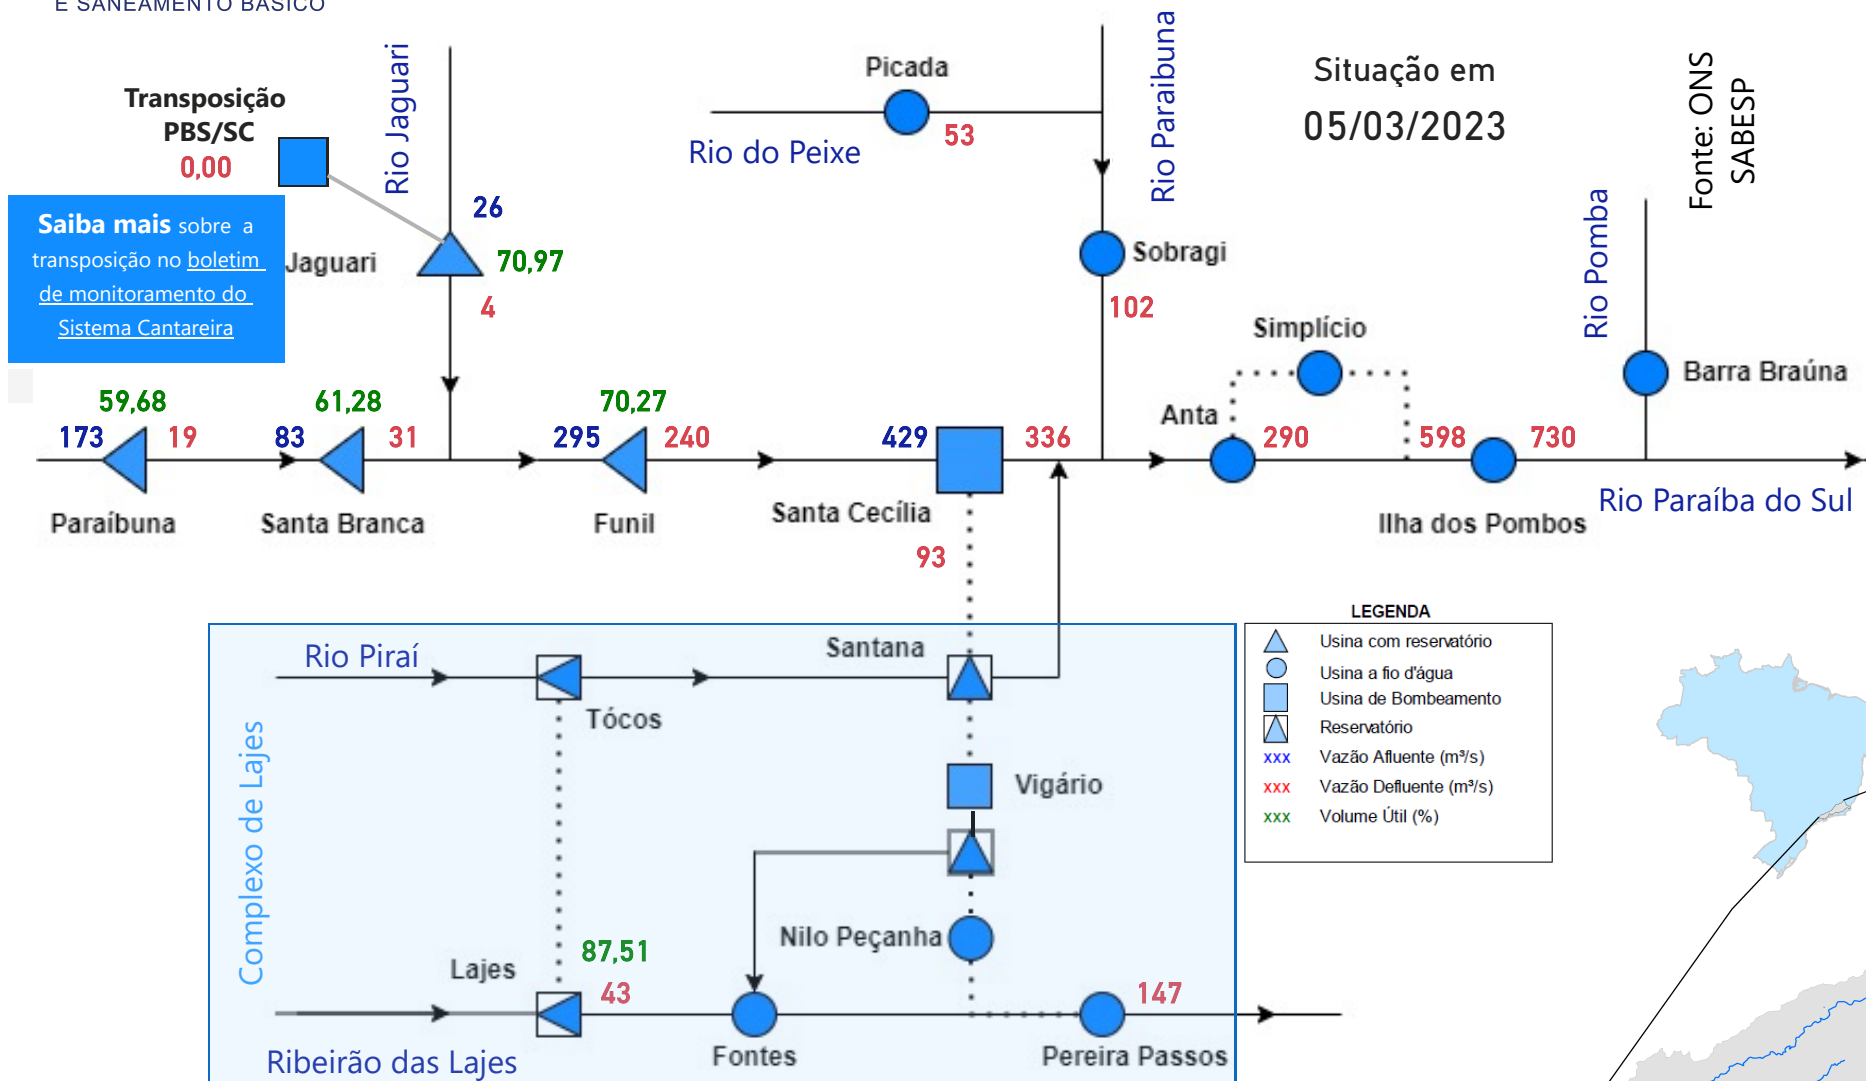 E SANEAMENTO BÁSICO
Transposição
PBS/SC
0,00
Rio Jaguari
Picada
53
Rio do Peixe
Rio Paraibuna
Situação em
05/03/2023
Fonte: ONS
SABESP
Saiba mais sobre a
transposição no boletim
de monitoramento do
Sistema Cantareira
26
Jaguari
70,97
4
Sobragi
102
Rio Pomba
Simplício
Barra Braúna
59,68
173
19
Paraíbuna
61,28
83
31
Santa Branca
70,27
295
240
Funil
429
336
Santa Cecília
93
Anta
290
598
730
Ilha dos Pombos
Rio Paraíba do Sul
Complexo de Lajes
Rio Piraí
Tócos
Santana
Vigário
Nilo Peçanha
Lajes
87,51
43
Ribeirão das Lajes
Fontes
147
Pereira Passos
LEGENDA
Usina com reservatório
Usina a fio d'água
Usina de Bombeamento
Reservatório
xxx Vazão Afluente (m³/s)
xxx Vazão Defluente (m³/s)
xxx Volume Útil (%)